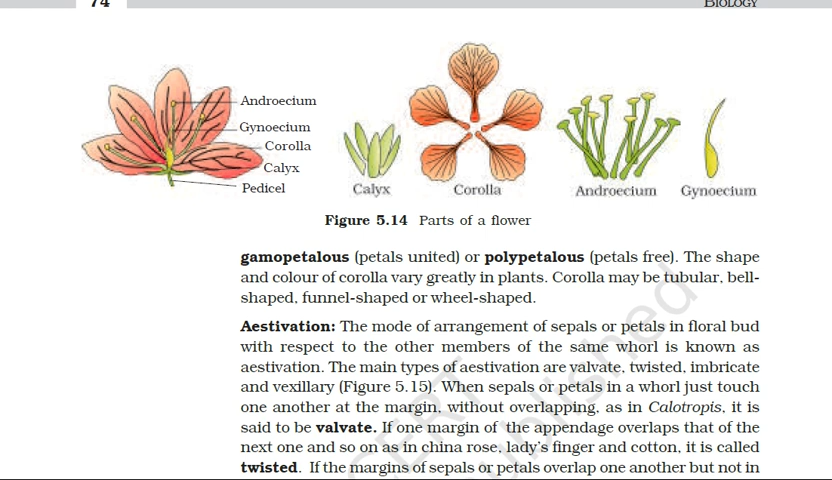 74
BIOLOGY
Androecium
Gynoecium
Corolla
Calyx
Pedicel
Calyx
Corolla
Androecium
Gynoecium
Figure 5.14 Parts of a flower
gamopetalous (petals united) or polypetalous (petals free). The shape
and colour of corolla vary greatly in plants. Corolla may be tubular, bell-
shaped, funnel-shaped or wheel-shaped.
Aestivation: The mode of arrangement of sepals or petals in floral bud
with respect to the other members of the same whorl is known as
aestivation. The main types of aestivation are valvate, twisted, imbricate
and vexillary (Figure 5.15). When sepals or petals in a whorl just touch
one another at the margin, without overlapping, as in Calotropis, it is
said to be valvate. If one margin of the appendage overlaps that of the
next one and so on as in china rose, lady's finger and cotton, it is called
twisted. If the margins of sepals or petals overlap one another but not in